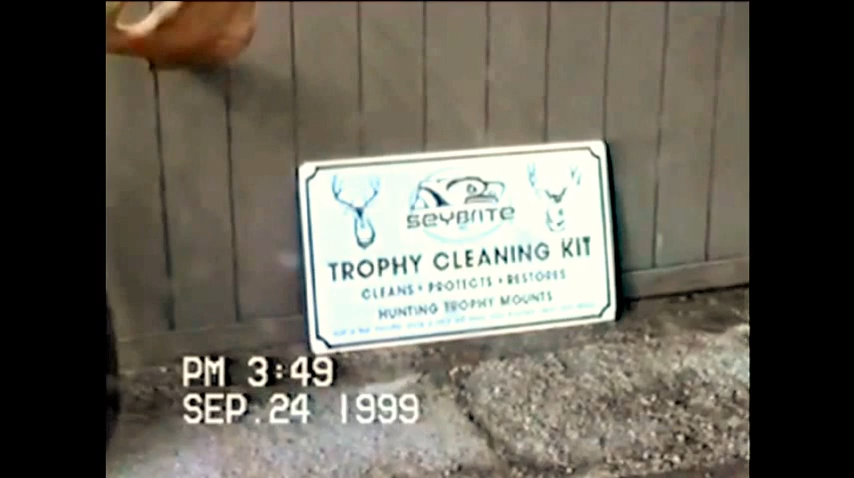 SEYBRITE
TROPHY CLEANING KIT
CLEANS • PROTECTS • RESTORES
HUNTING TROPHY MOUNTS
PM 3:49
SEP. 24 1999